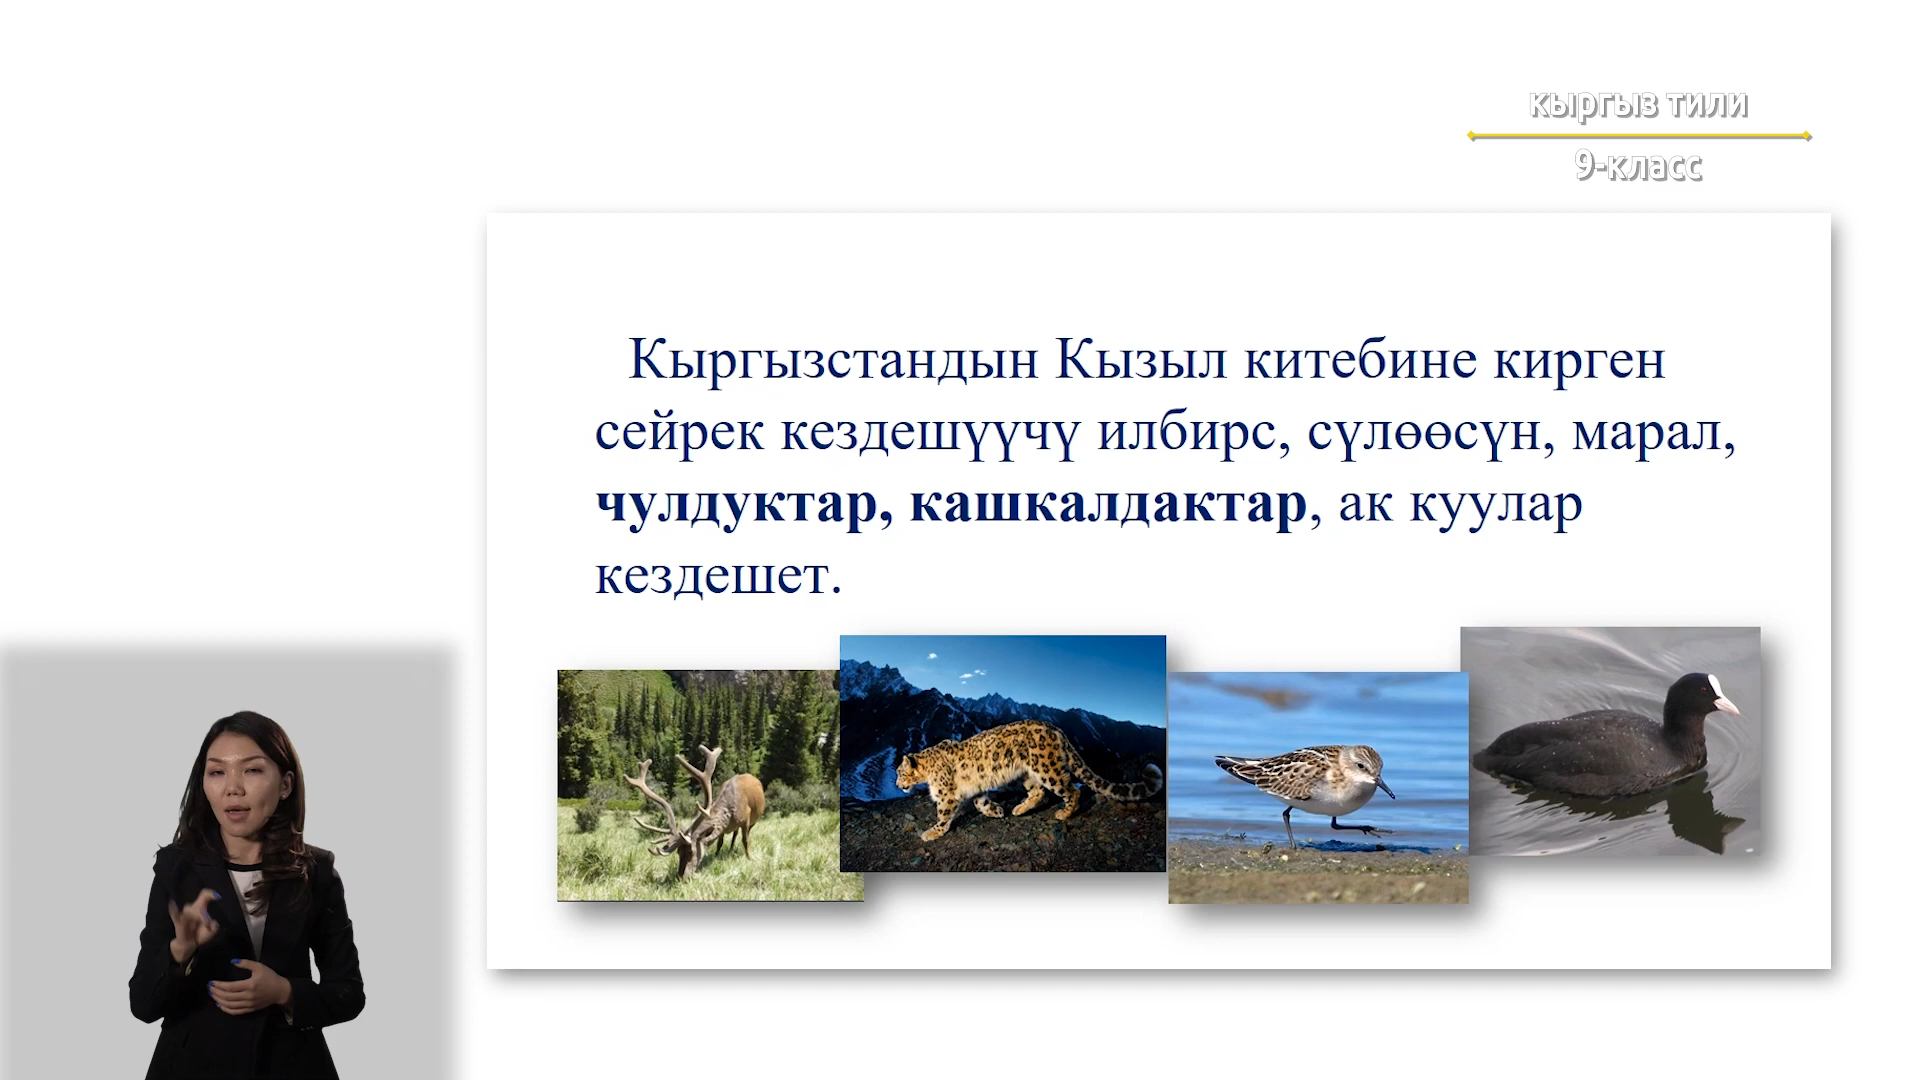 кыргыз тили
9-класс
Кыргызстандын Кызыл китебине кирген
сейрек кездешүүчү илбирс, сүлөөсүн, марал,
чулдуктар, кашкалдактар, ак куулар
кездешет.